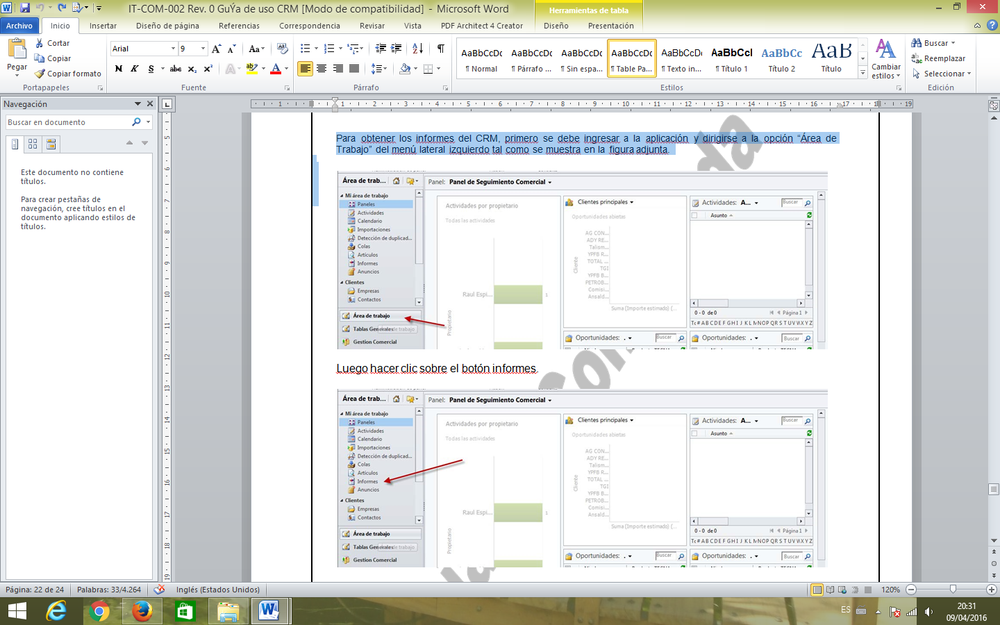 IT-COM-002 Rev. 0 GuÝa de uso CRM [Modo de compatibilidad] - Microsoft Word
Herramientas de tabla
Archivo Inicio Insertar Diseño de página Referencias Correspondencia Revisar Vista PDF Architect 4 Creator Diseño Presentación
Pegar
Cortar
Copiar
Copiar formato
Portapapeles
Arial 9
Aa
N K S abc x₂ x²
Fuente
Párrafo
AaBbCcDc AaBbCcDc AaBbCcDc AaBbCcDc AaBbCcDc AaBbCcI AaBbCc AaB
¶ Normal ¶ Párrafo ... ¶ Sin espa... ¶ Table Pa... ¶ Texto in... ¶ Título 1 Título 2 Título
Cambiar estilos
Estilos
Buscar
Reemplazar
Seleccionar
Edición
Navegación
Buscar en documento
Este documento no contiene
títulos.
Para crear pestañas de
navegación, cree títulos en el
documento aplicando estilos de
títulos.
Para obtener los informes del CRM, primero se debe ingresar a la aplicación y dirigirse a la opción “Área de
Trabajo” del menú lateral izquierdo tal como se muestra en la figura adjunta.
Área de trab...
Panel: Panel de Seguimiento Comercial
Mi área de trabajo
Paneles
Actividades
Calendario
Importaciones
Detección de duplicad...
Colas
Artículos
Informes
Anuncios
Clientes
Empresas
Contactos
Área de trabajo
Tablas Generales
Gestion Comercial
Actividades por propietario
Todas las actividades
Raul Espi...
1
Propietario
Clientes principales
Oportunidades abiertas
AG CON...
ADY RE...
Talism...
YPFB R...
TOTAL ...
TGI
YPFB B...
PETROB...
Comisi...
Ansald...
Cliente
Suma (Importe estimado) (...
Actividades: A...
Buscar
Asunto
0 - 0 de 0 Página 1
Tc # A B C D E F G H I J K L M N O P Q R S T U V W X Y Z
Oportunidades: . Buscar
Oportunidades: . Buscar
Luego hacer clic sobre el botón informes.
Área de trab...
Panel: Panel de Seguimiento Comercial
Mi área de trabajo
Paneles
Actividades
Calendario
Importaciones
Detección de duplicad...
Colas
Artículos
Informes
Anuncios
Clientes
Empresas
Contactos
Área de trabajo
Tablas Generales
Gestion Comercial
Actividades por propietario
Todas las actividades
Raul Espi...
1
Propietario
Clientes principales
Oportunidades abiertas
AG CON...
ADY RE...
Talism...
YPFB R...
TOTAL ...
TGI
YPFB B...
PETROB...
Comisi...
Ansald...
Cliente
Suma (Importe estimado) (...
Actividades: A...
Buscar
Asunto
0 - 0 de 0 Página 1
Tc # A B C D E F G H I J K L M N O P Q R S T U V W X Y Z
Oportunidades: . Buscar
Oportunidades: . Buscar
Página: 22 de 24 Palabras: 33/4.264 Inglés (Estados Unidos) 120%
ES
20:31
09/04/2016